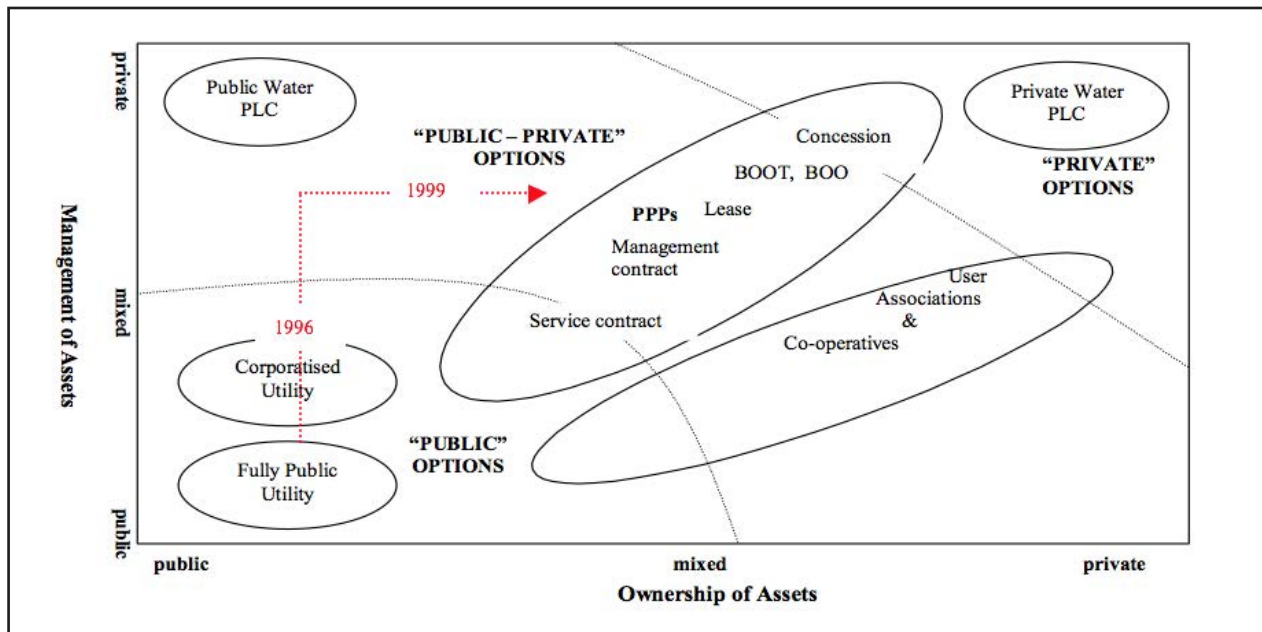 private
Public Water
PLC
Private Water
PLC
“PUBLIC – PRIVATE”
OPTIONS
Concession
“PRIVATE”
OPTIONS
BOOT, BOO
1999
PPPs
Lease
Management
contract
Management of Assets
mixed
User
Associations
&
Co-operatives
Service contract
1996
Corporatised
Utility
“PUBLIC”
OPTIONS
Fully Public
Utility
public
public
mixed
private
Ownership of Assets